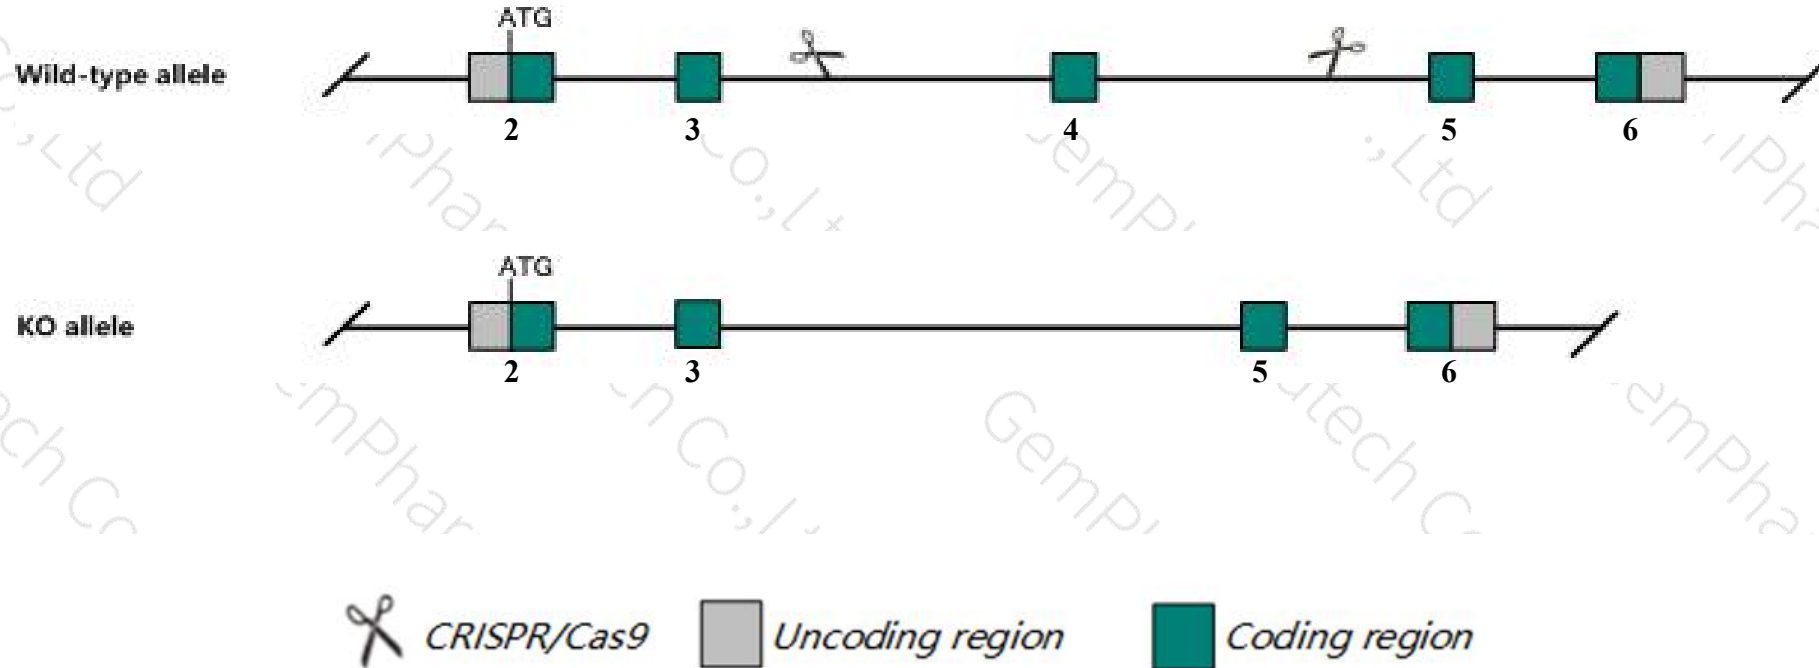 ATG
Wild-type allele
2 3 4 5 6
ATG
KO allele
2 3 5 6
CRISPR/Cas9 Uncoding region Coding region